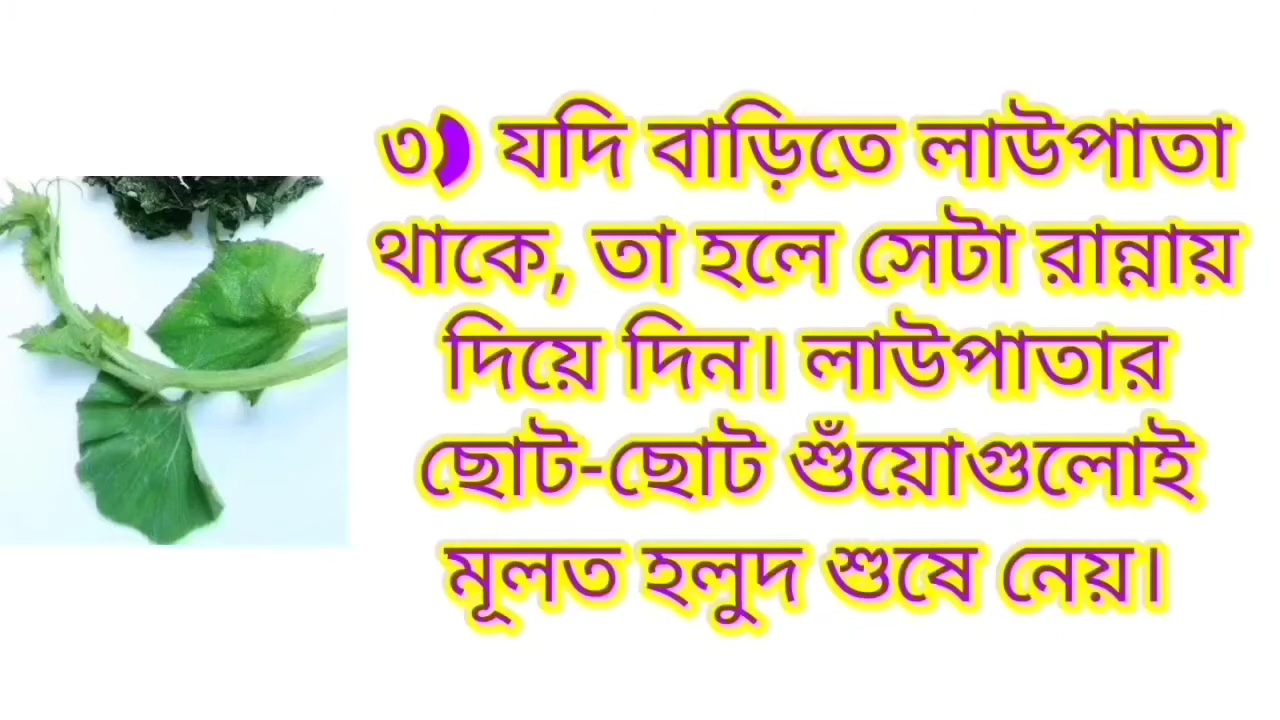 ৩) যদি বাড়িতে লাউপাতা
থাকে, তা হলে সেটা রান্নায়
দিয়ে দিন। লাউপাতার
ছোট-ছোট শুঁয়োগুলোই
মূলত হলুদ শুষে নেয়।